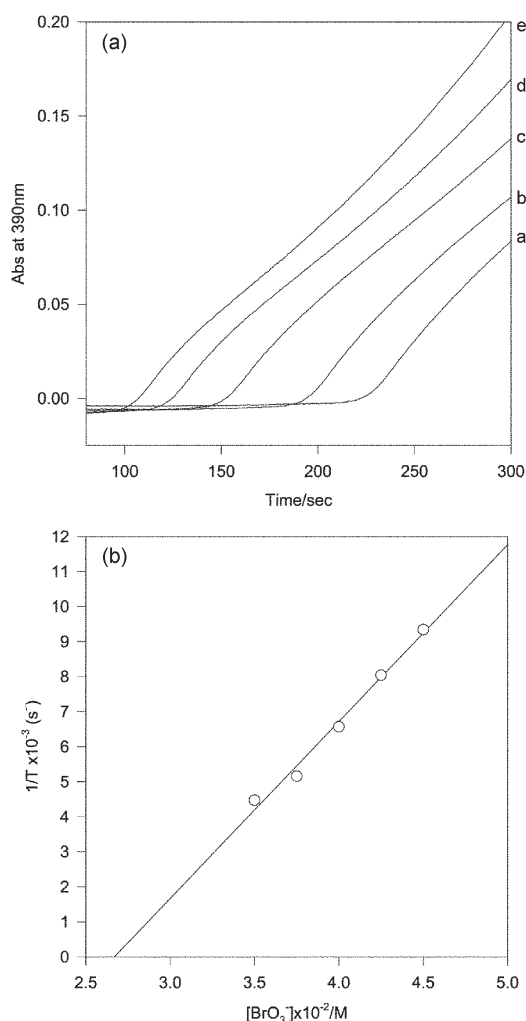 (a)
Abs at 390nm
0.20
0.15
0.10
0.05
0.00
100 150 200 250 300
Time/sec
e
d
c
b
a
(b)
1/T x10⁻³ (s⁻)
12
11
10
9
8
7
6
5
4
3
2
1
0
2.5 3.0 3.5 4.0 4.5 5.0
[BrO₃⁻]x10⁻²/M